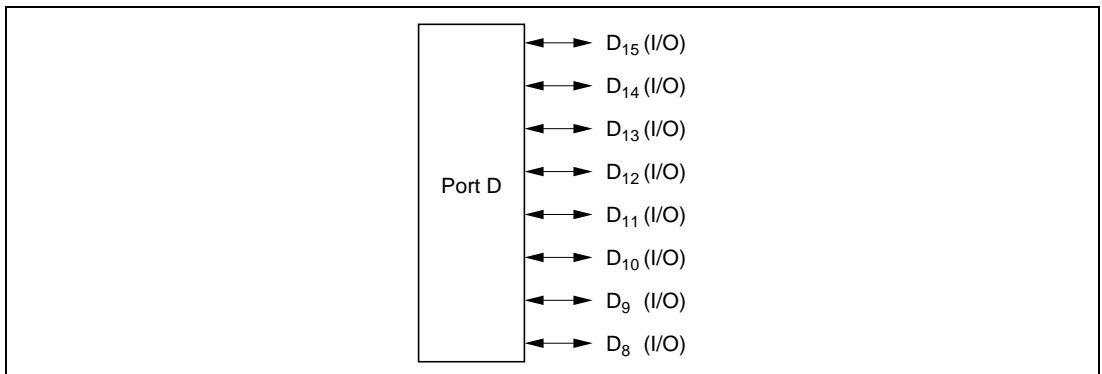 D15 (I/O)
D14 (I/O)
D13 (I/O)
D12 (I/O)
Port D
D11 (I/O)
D10 (I/O)
D9 (I/O)
D8 (I/O)